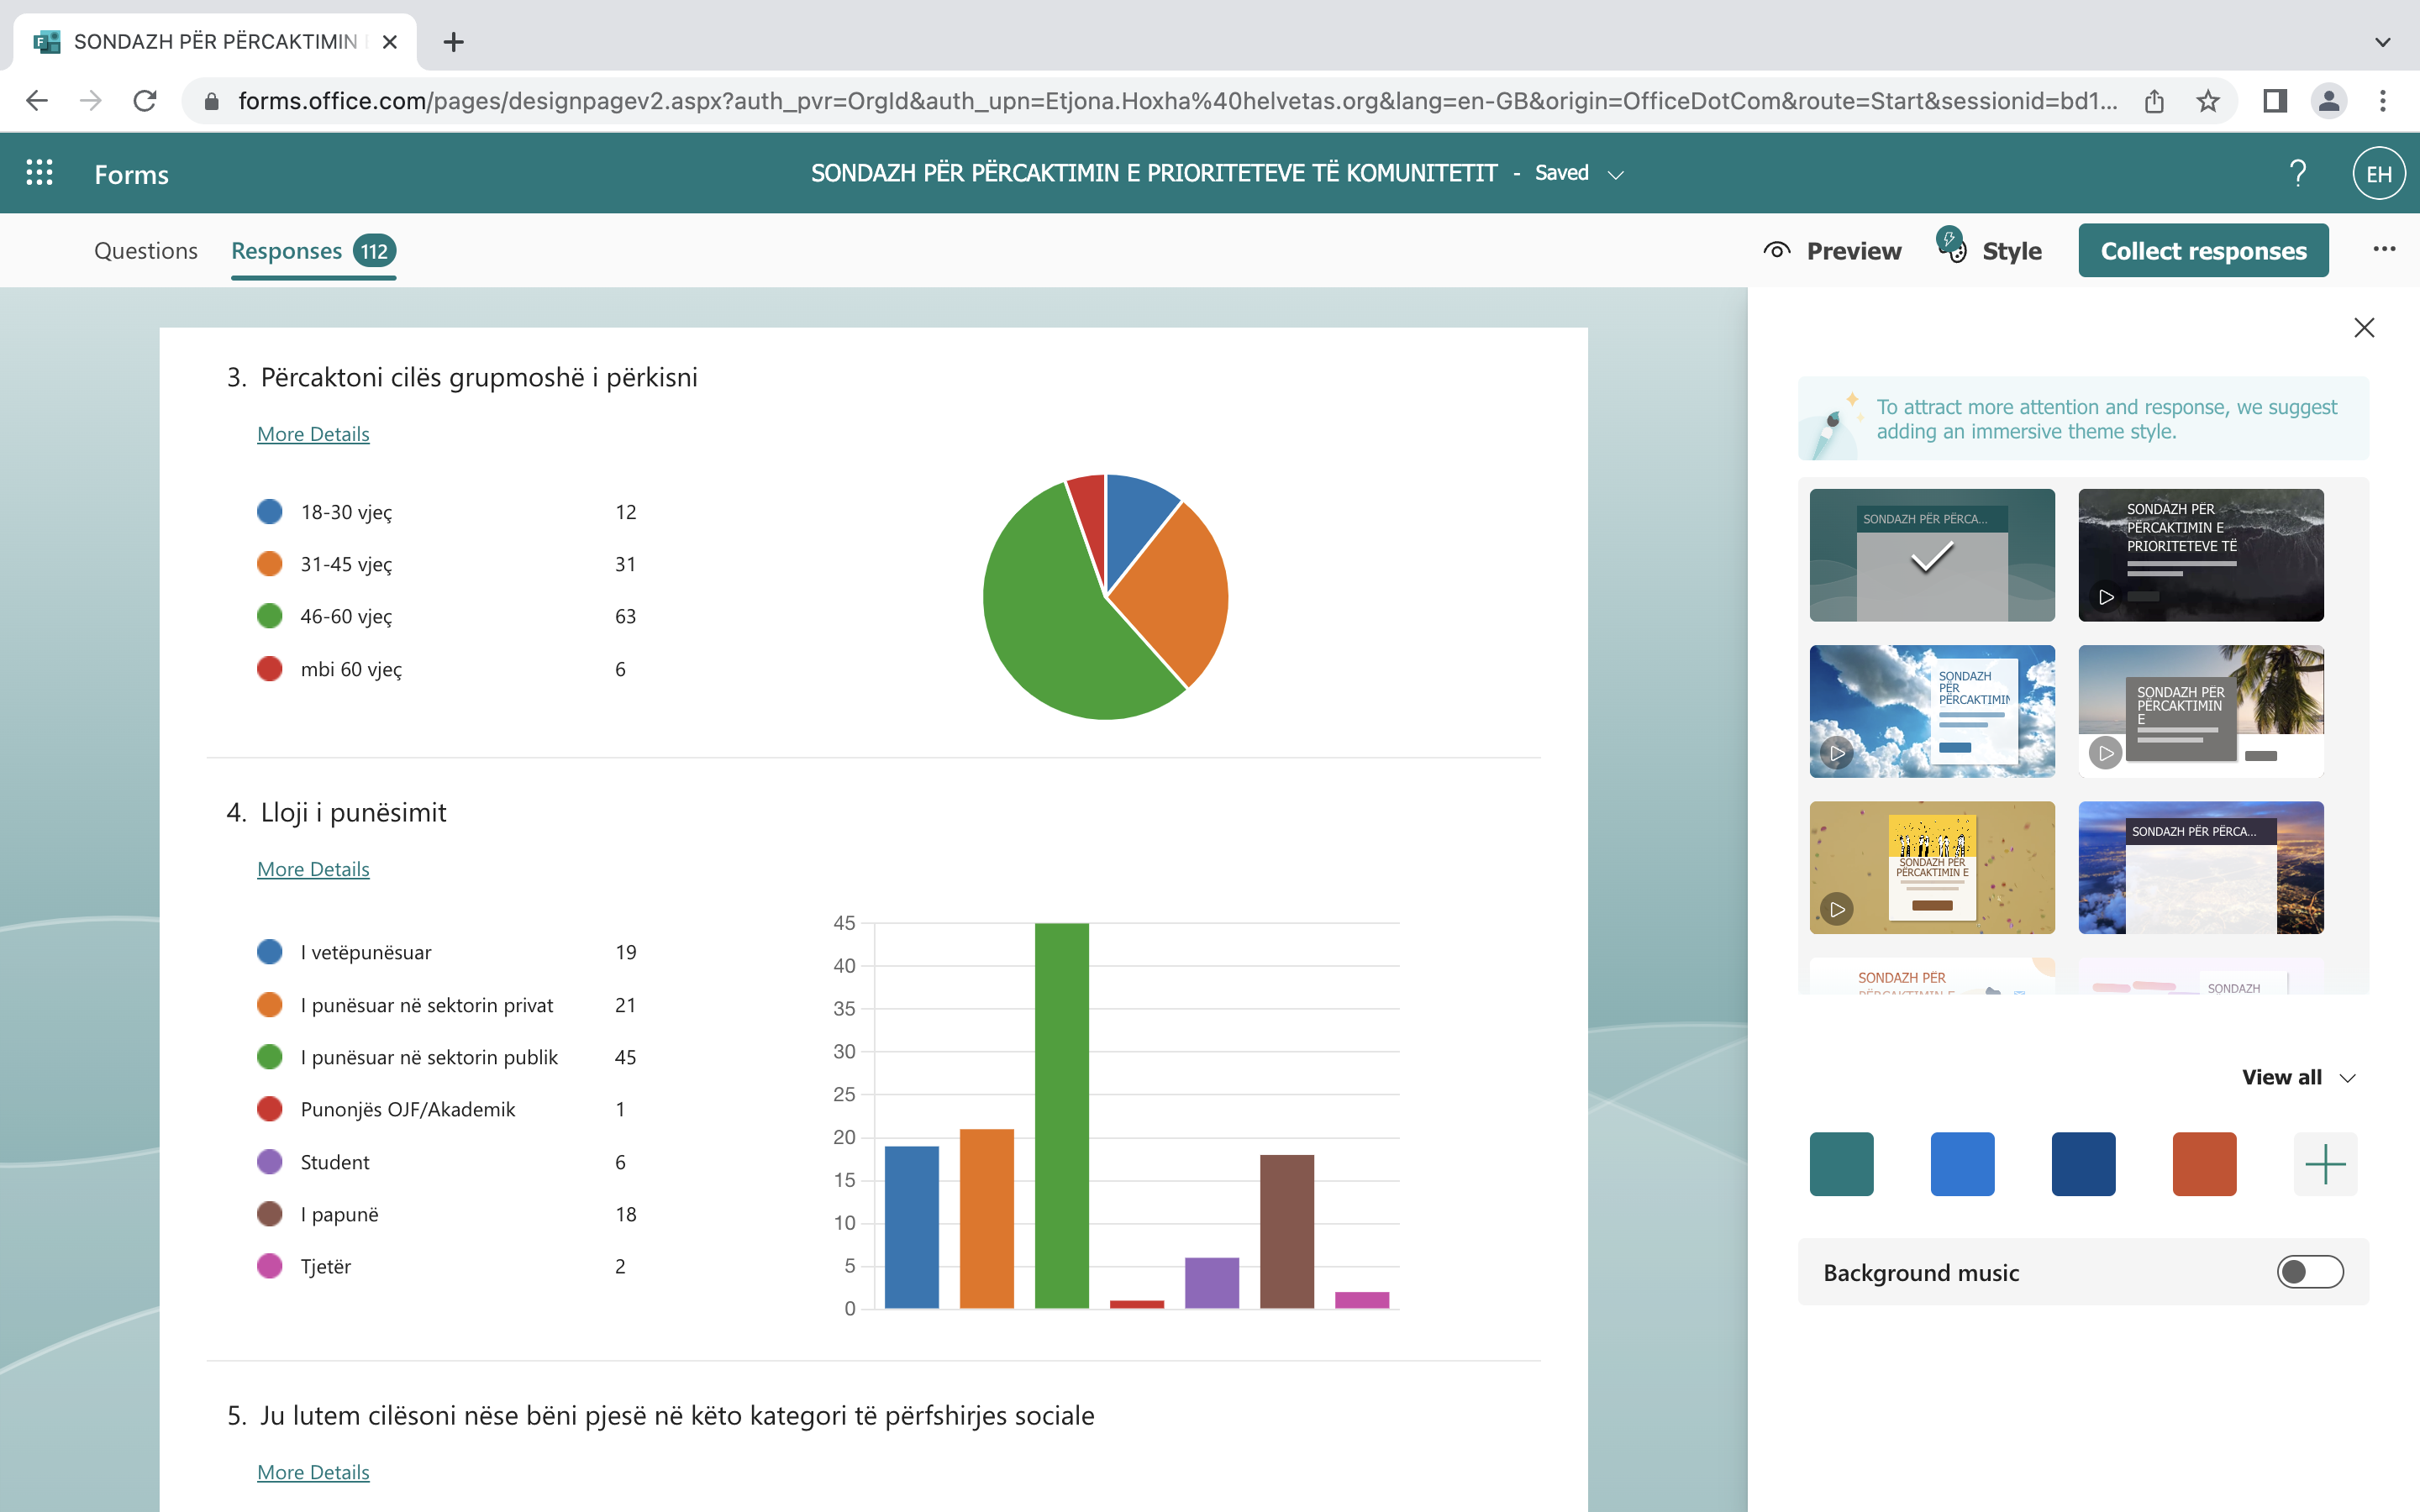 SONDAZH PËR PËRCAKTIMIN
forms.office.com/pages/designpagev2.aspx?auth_pvr=OrgId&auth_upn=Etjona.Hoxha%40helvetas.org&lang=en-GB&origin=OfficeDotCom&route=Start&sessionid=bd1...
Forms
SONDAZH PËR PËRCAKTIMIN E PRIORITETEVE TË KOMUNITETIT - Saved
?
EH
Questions
Responses 112
Preview
Style
Collect responses
3. Përcaktoni cilës grupmoshë i përkisni
More Details
18-30 vjeç 12
31-45 vjeç 31
46-60 vjeç 63
mbi 60 vjeç 6
4. Lloji i punësimit
More Details
I vetëpunësuar 19
I punësuar në sektorin privat 21
I punësuar në sektorin publik 45
Punonjës OJF/Akademik 1
Student 6
I papunë 18
Tjetër 2
45
40
35
30
25
20
15
10
5
0
5. Ju lutem cilësoni nëse bëni pjesë në këto kategori të përfshirjes sociale
More Details
To attract more attention and response, we suggest
adding an immersive theme style.
SONDAZH PËR PËRCA...
SONDAZH PËR
PËRCAKTIMIN E
PRIORITETEVE TË
SONDAZH
PËR
PËRCAKTIMIN
SONDAZH PËR
PËRCAKTIMIN
E
SONDAZH PËR
PËRCAKTIMIN E
SONDAZH PËR PËRCA...
SONDAZH PËR
PËRCAKTIMIN E
SONDAZH
View all
Background music